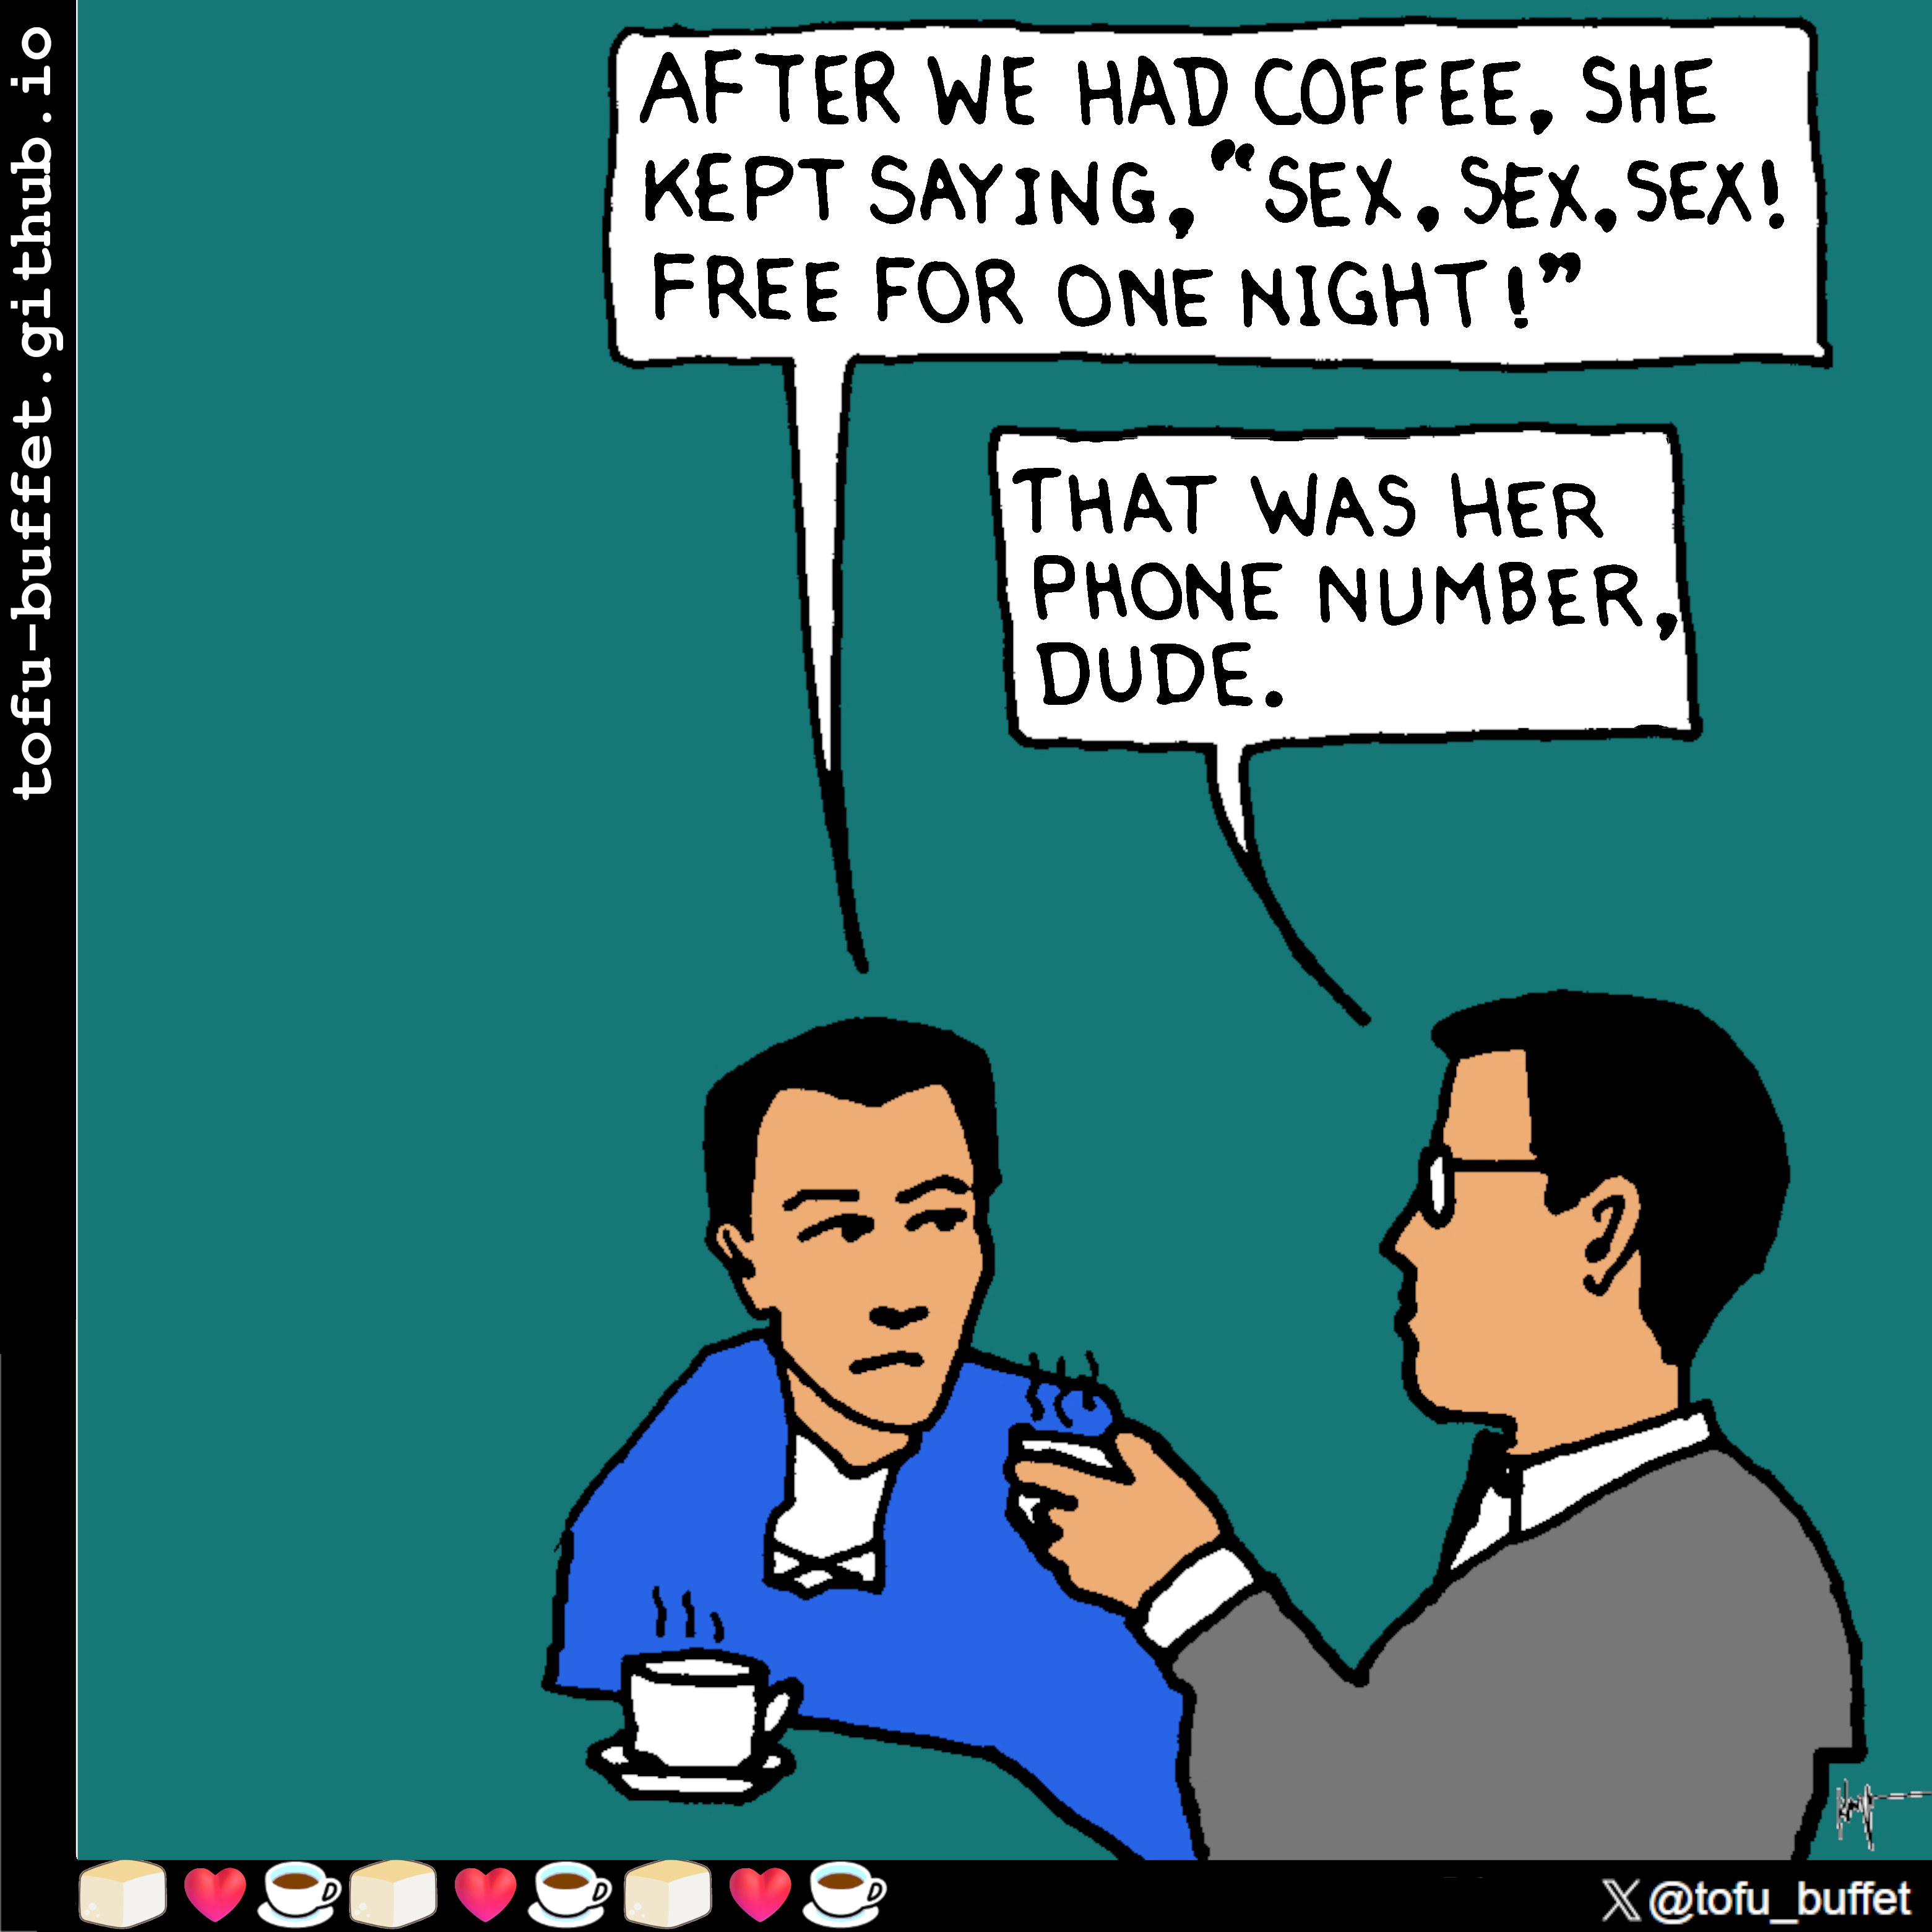 AFTER WE HAD COFFEE, SHE
KEPT SAYING, “SEX, SEX, SEX!
FREE FOR ONE NIGHT!”
THAT WAS HER
PHONE NUMBER,
DUDE.
tofu-buffet.github.io
X @tofu_buffet